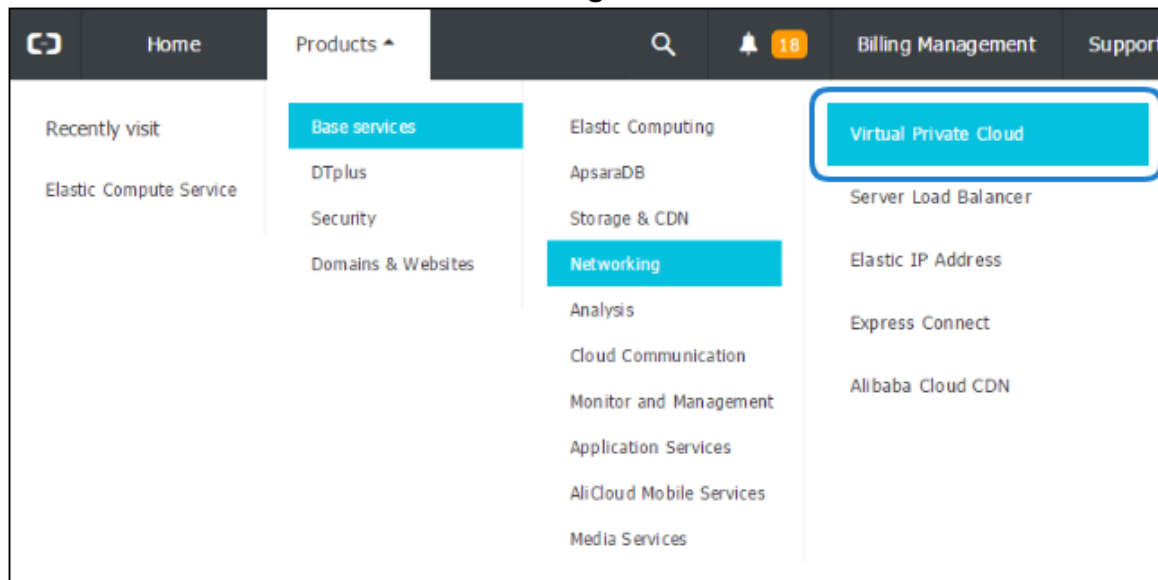 Home
Products
18
Billing Management
Support
Recently visit
Elastic Compute Service
Base services
DTplus
Security
Domains & Websites
Elastic Computing
ApsaraDB
Storage & CDN
Networking
Analysis
Cloud Communication
Monitor and Management
Application Services
AliCloud Mobile Services
Media Services
Virtual Private Cloud
Server Load Balancer
Elastic IP Address
Express Connect
Alibaba Cloud CDN